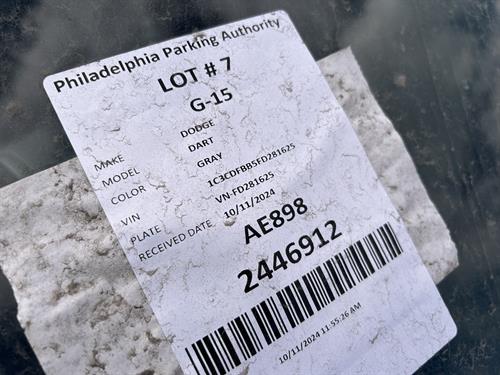 Philadelphia Parking Authority
LOT # 7
G-15
MAKE DODGE
MODEL DART
COLOR GRAY
VIN 1C3CDFBB5FD281625
PLATE VN-FD281625
RECEIVED DATE 10/11/2024
AE898
2446912
10/11/2024 11:55:26 AM